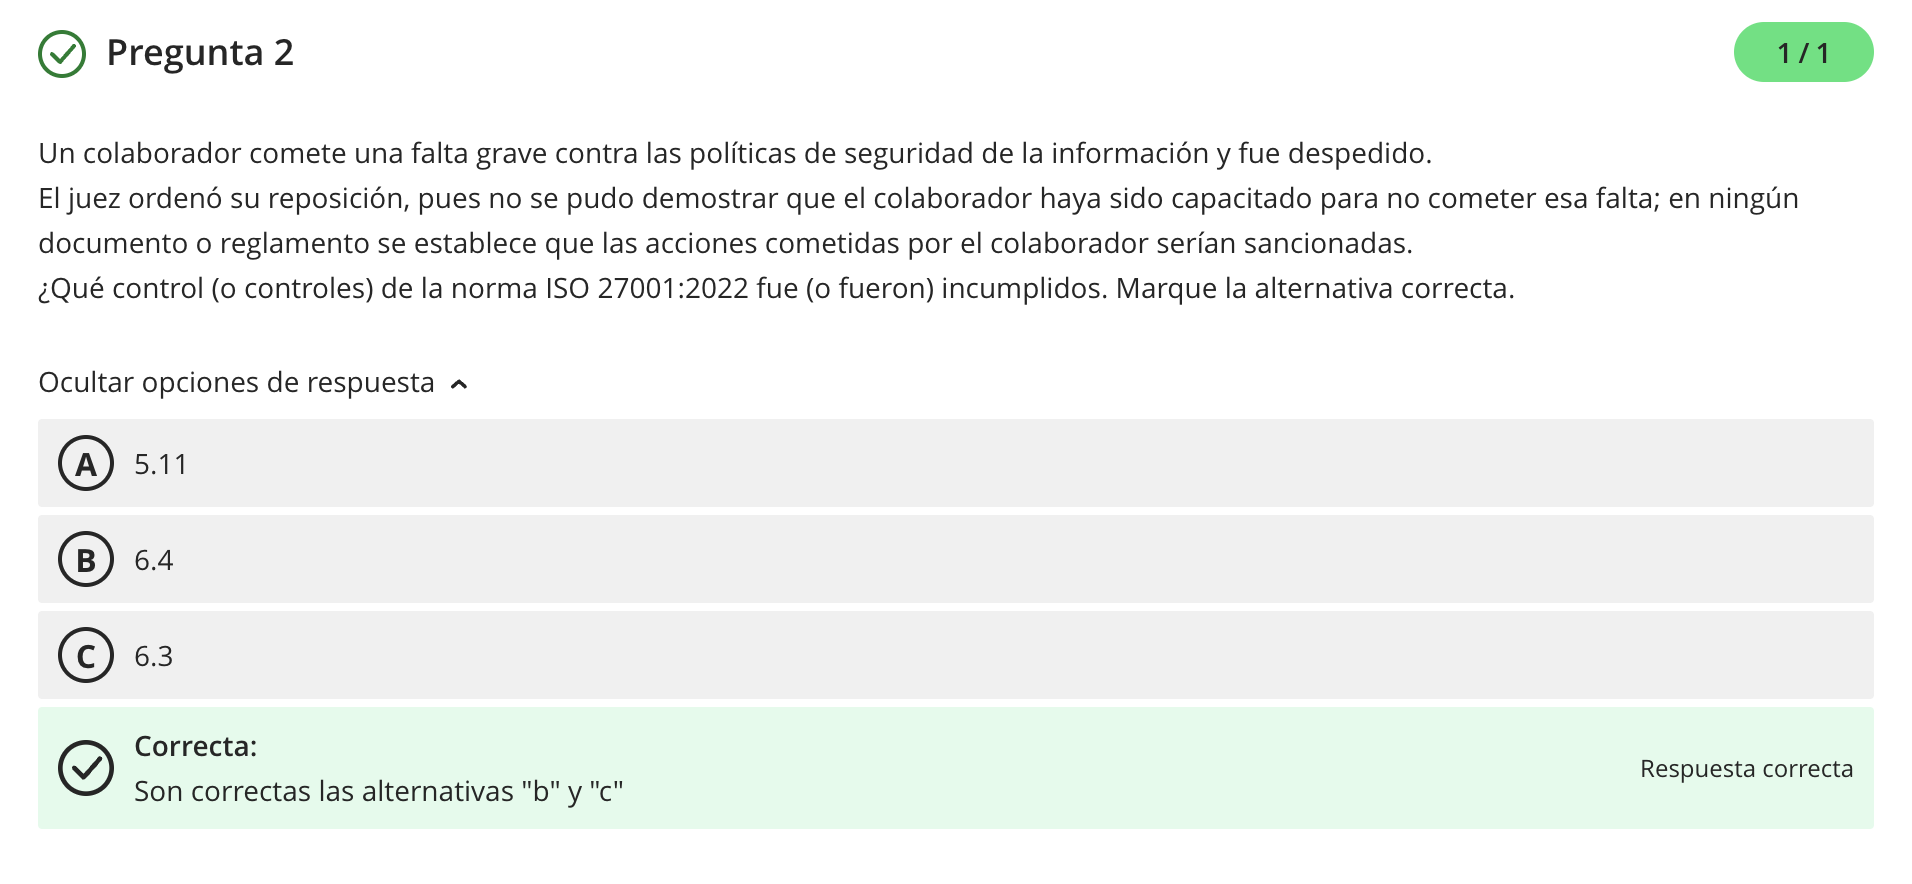 Pregunta 2
1 / 1
Un colaborador comete una falta grave contra las políticas de seguridad de la información y fue despedido.
El juez ordenó su reposición, pues no se pudo demostrar que el colaborador haya sido capacitado para no cometer esa falta; en ningún
documento o reglamento se establece que las acciones cometidas por el colaborador serían sancionadas.
¿Qué control (o controles) de la norma ISO 27001:2022 fue (o fueron) incumplidos. Marque la alternativa correcta.
Ocultar opciones de respuesta
A 5.11
B 6.4
C 6.3
Correcta:
Son correctas las alternativas "b" y "c"
Respuesta correcta